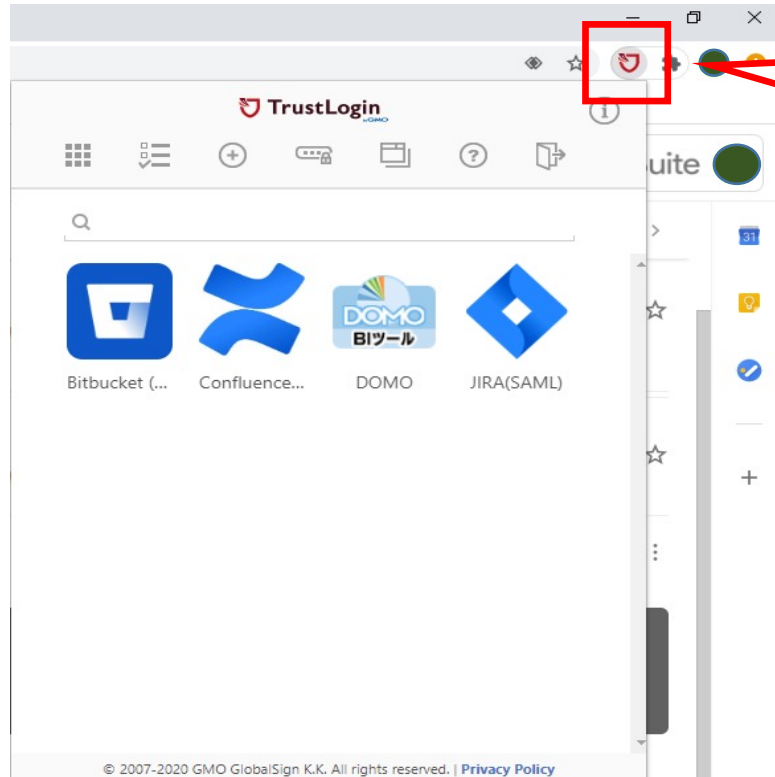 TrustLogin
by GMO
uite
31
DOMO
BIツール
Bitbucket (...
Confluence...
DOMO
JIRA(SAML)
© 2007-2020 GMO GlobalSign K.K. All rights reserved. | Privacy Policy